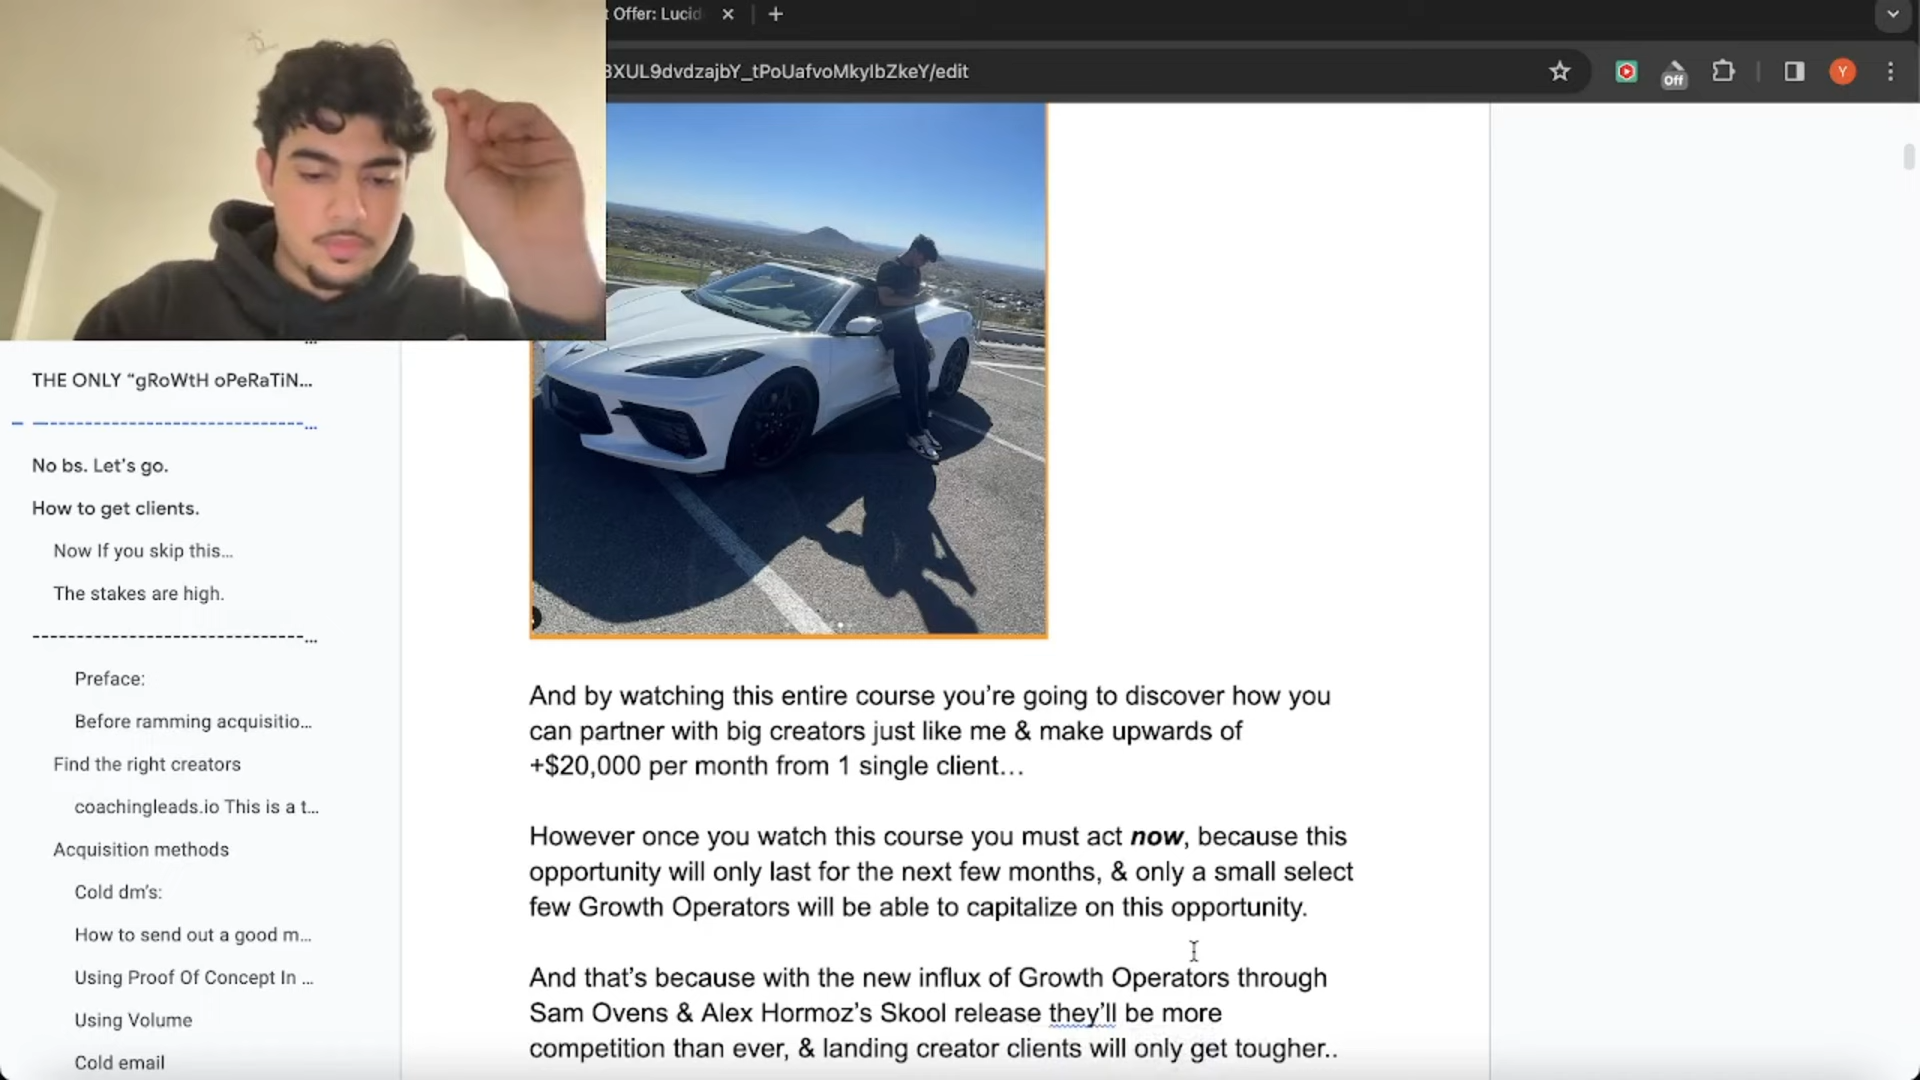 t Offer: Lucid
3XUL9dvdzajbY_tPoUafvoMkyIbZkeY/edit
Off
Y
THE ONLY “gRoWtH oPeRaTiN...
No bs. Let’s go.
How to get clients.
Now If you skip this...
The stakes are high.
Preface:
Before ramming acquisitio...
Find the right creators
coachingleads.io This is a t...
Acquisition methods
Cold dm’s:
How to send out a good m...
Using Proof Of Concept In ...
Using Volume
Cold email
And by watching this entire course you’re going to discover how you
can partner with big creators just like me & make upwards of
+$20,000 per month from 1 single client…
However once you watch this course you must act now, because this
opportunity will only last for the next few months, & only a small select
few Growth Operators will be able to capitalize on this opportunity.
And that’s because with the new influx of Growth Operators through
Sam Ovens & Alex Hormoz’s Skool release they’ll be more
competition than ever, & landing creator clients will only get tougher..